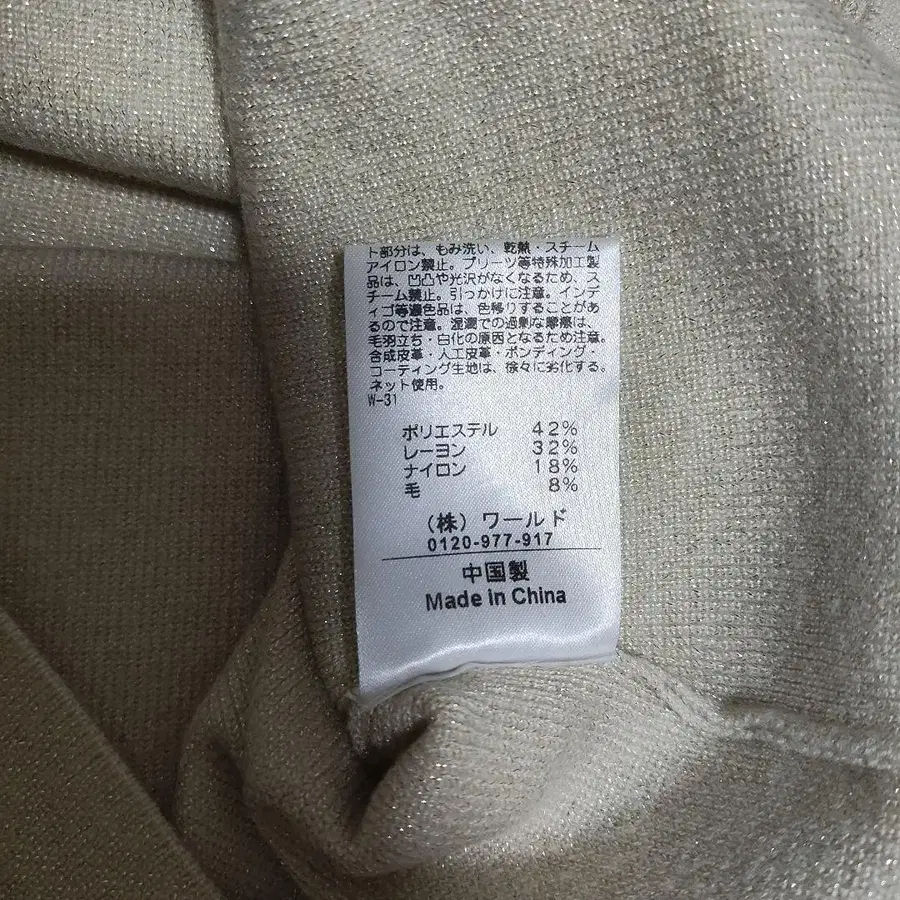 ト部分は、もみ洗い、乾熱・スチーム
アイロン禁止。プリーツ等特殊加工製
品は、凹凸や光沢がなくなるため、ス
チーム禁止。引っかけに注意。インデ
ィゴ等濃色品は、色移りすることがあ
るので注意。湿潤での過剰な摩擦は、
毛羽立ち・白化の原因となるため注意。
合成皮革・人工皮革・ボンディング・
コーティング生地は、徐々に劣化する。
ネット使用。
W-31
ポリエステル 42%
レーヨン 32%
ナイロン 18%
毛 8%
(株) ワールド
0120-977-917
中国製
Made in China